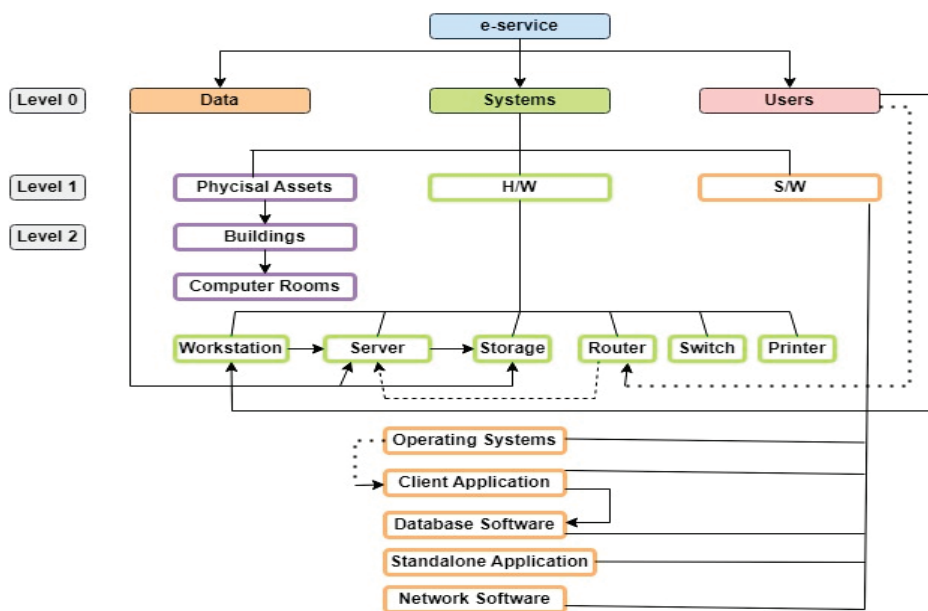 e-service
Level 0
Data
Systems
Users
Level 1
Phycisal Assets
H/W
S/W
Level 2
Buildings
Computer Rooms
Workstation
Server
Storage
Router
Switch
Printer
Operating Systems
Client Application
Database Software
Standalone Application
Network Software